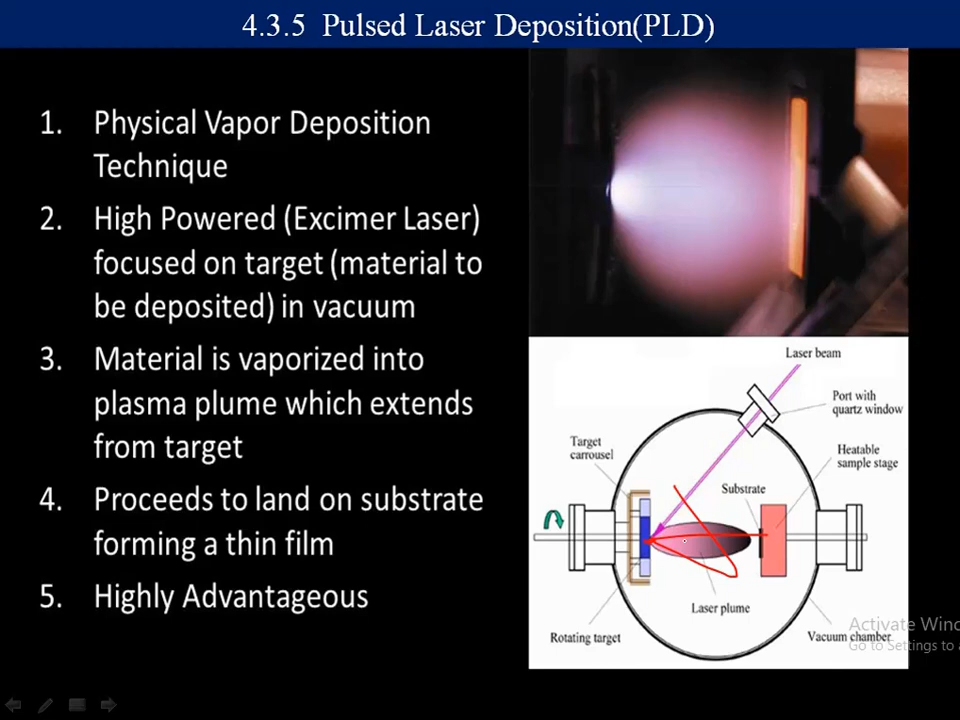 4.3.5 Pulsed Laser Deposition(PLD)
1. Physical Vapor Deposition
Technique
2. High Powered (Excimer Laser)
focused on target (material to
be deposited) in vacuum
3. Material is vaporized into
plasma plume which extends
from target
4. Proceeds to land on substrate
forming a thin film
5. Highly Advantageous
Laser beam
Port with
quartz window
Target
carrousel
Heatable
sample stage
Substrate
Laser plume
Rotating target
Vacuum chamber
Activate Wind
Go to Settings to a